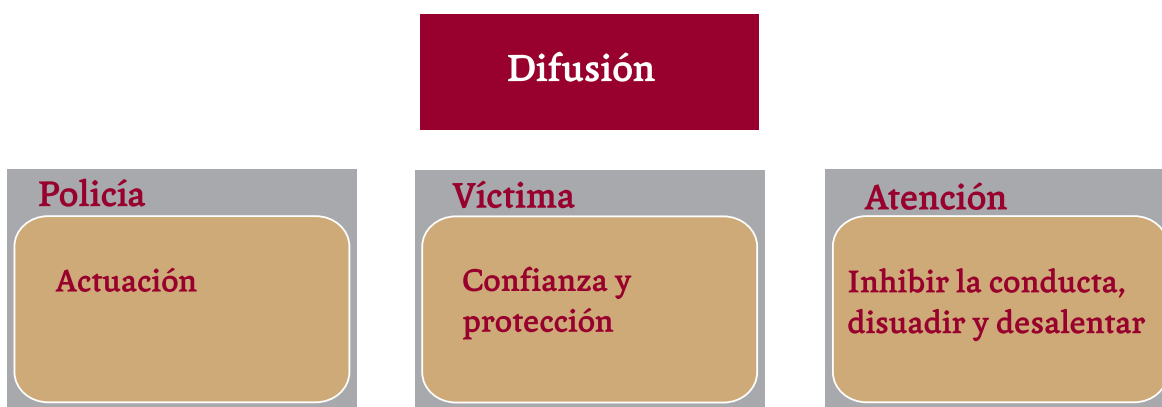 Difusión
Policía
Actuación
Víctima
Confianza y
protección
Atención
Inhibir la conducta,
disuadir y desalentar